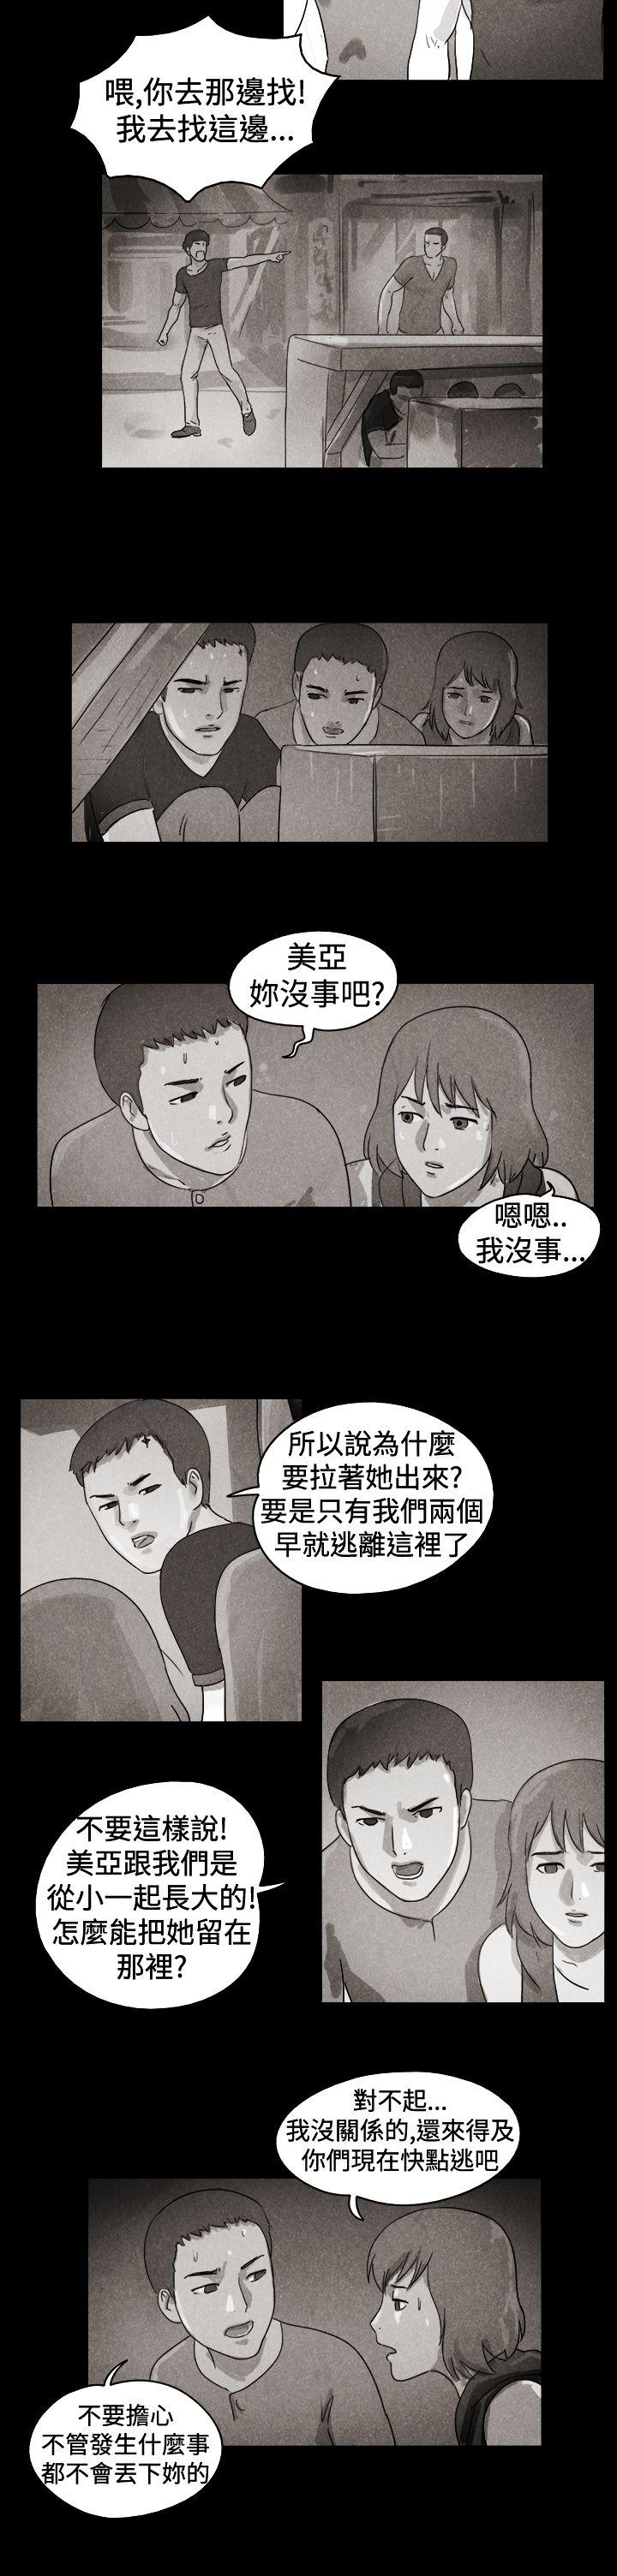 喂,你去那邊找!
我去找這邊...
美亞
妳沒事吧?
嗯嗯..
我沒事...
所以說為什麼
要拉著她出來?
要是只有我們兩個
早就逃離這裡了
不要這樣說!
美亞跟我們是
從小一起長大的!
怎麼能把她留在
那裡?
對不起...
我沒關係的,還來得及
你們現在快點逃吧
不要擔心
不管發生什麼事
都不會丟下妳的